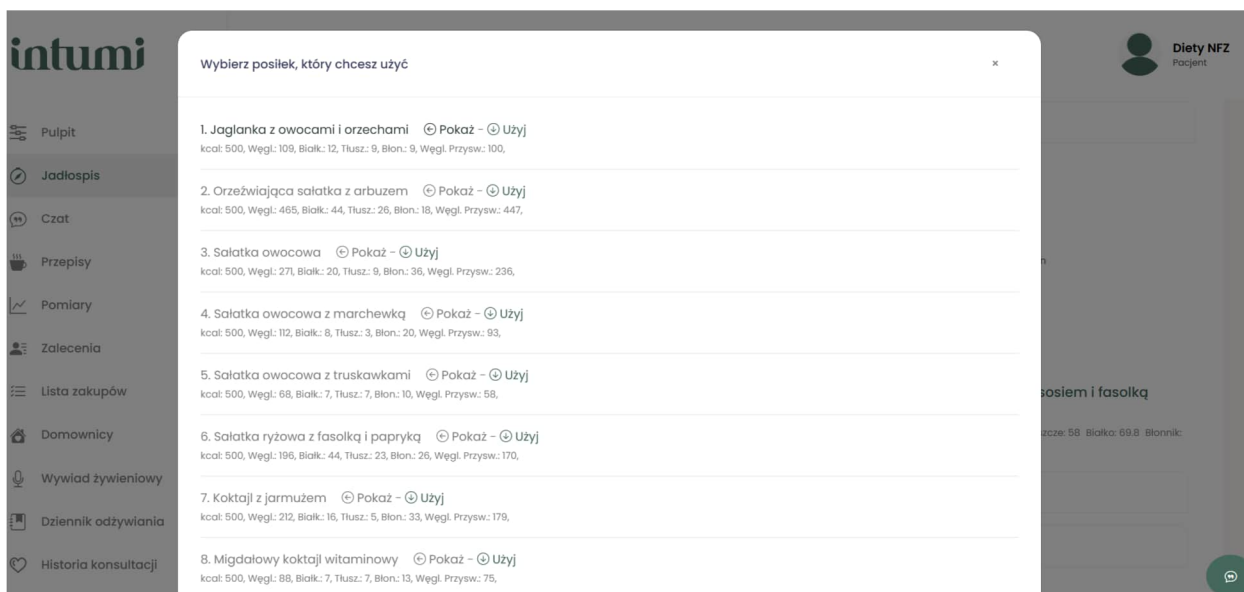 intumi
Diety NFZ
Pacjent
Pulpit
Jadłospis
Czat
Przepisy
Pomiary
Zalecenia
Lista zakupów
Domownicy
Wywiad żywieniowy
Dziennik odżywiania
Historia konsultacji
Wybierz posiłek, który chcesz użyć ×
1. Jaglanka z owocami i orzechami Pokaż - Użyj
kcal: 500, Węgl.: 109, Białk.: 12, Tłusz.: 9, Błon.: 9, Węgl. Przysw.: 100,
2. Orzeźwiająca sałatka z arbuzem Pokaż - Użyj
kcal: 500, Węgl.: 465, Białk.: 44, Tłusz.: 26, Błon.: 18, Węgl. Przysw.: 447,
3. Sałatka owocowa Pokaż - Użyj
kcal: 500, Węgl.: 271, Białk.: 20, Tłusz.: 9, Błon.: 36, Węgl. Przysw.: 236,
4. Sałatka owocowa z marchewką Pokaż - Użyj
kcal: 500, Węgl.: 112, Białk.: 8, Tłusz.: 3, Błon.: 20, Węgl. Przysw.: 93,
5. Sałatka owocowa z truskawkami Pokaż - Użyj
kcal: 500, Węgl.: 68, Białk.: 7, Tłusz.: 7, Błon.: 10, Węgl. Przysw.: 58,
6. Sałatka ryżowa z fasolką i papryką Pokaż - Użyj
kcal: 500, Węgl.: 196, Białk.: 44, Tłusz.: 23, Błon.: 26, Węgl. Przysw.: 170,
7. Koktajl z jarmużem Pokaż - Użyj
kcal: 500, Węgl.: 212, Białk.: 16, Tłusz.: 5, Błon.: 33, Węgl. Przysw.: 179,
8. Migdałowy koktajl witaminowy Pokaż - Użyj
kcal: 500, Węgl.: 88, Białk.: 7, Tłusz.: 7, Błon.: 13, Węgl. Przysw.: 75,
n
sosiem i fasolką
szcze: 58 Białko: 69.8 Błonnik: